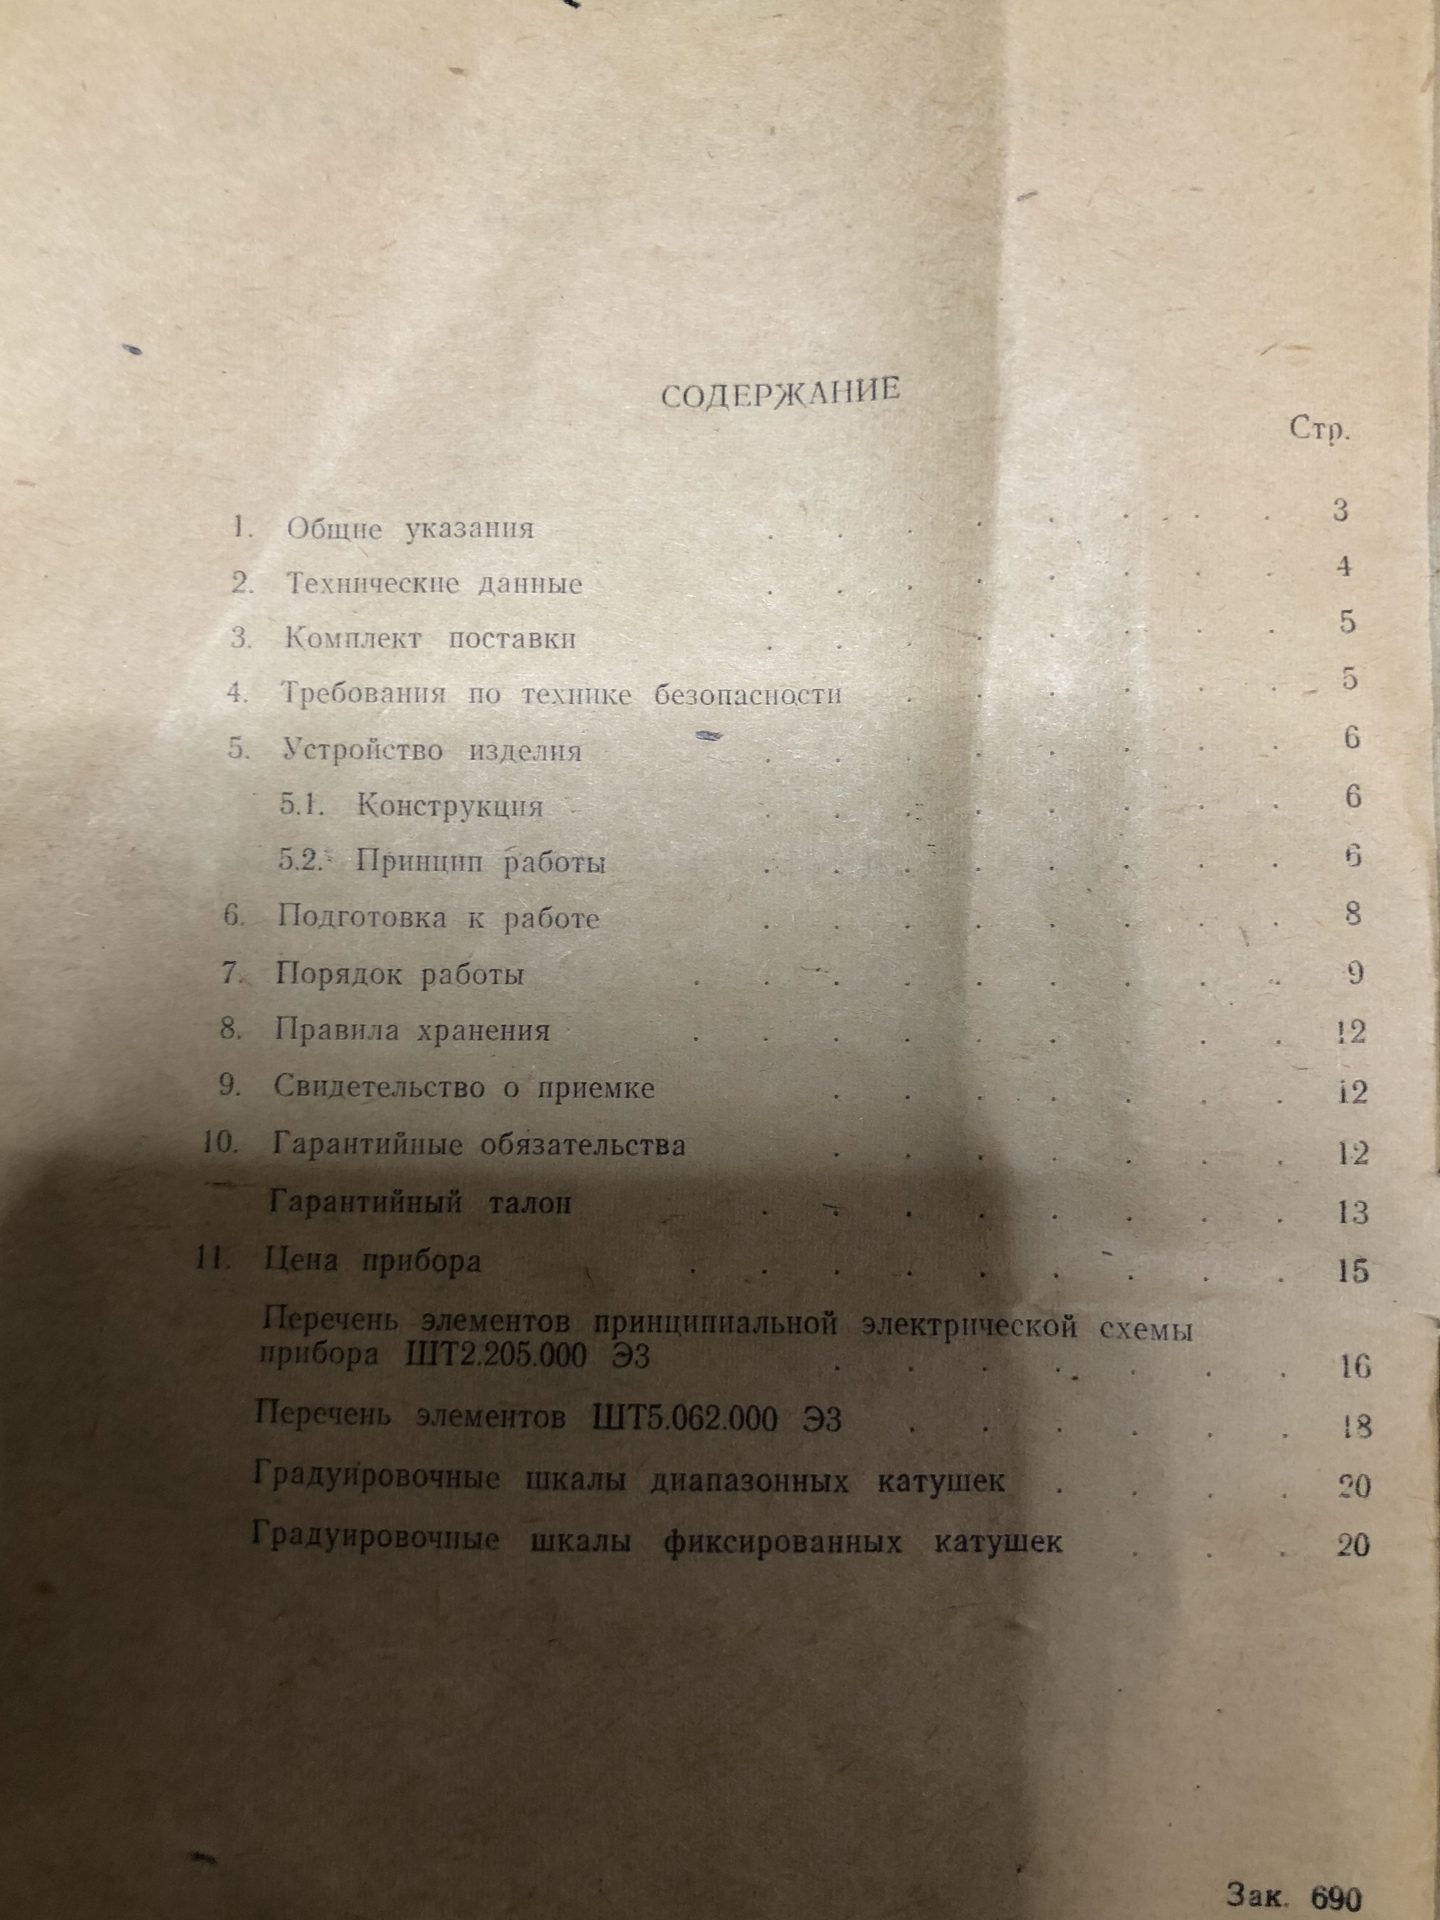 СОДЕРЖАНИЕ
Стр.
1. Общие указания . . . . . . . . 3
2. Технические данные . . . . . . . . 4
3. Комплект поставки . . . . . . . . 5
4. Требования по технике безопасности . . . . . . 5
5. Устройство изделия . . . . . . . . 6
5.1. Конструкция . . . . . . . . 6
5.2. Принцип работы . . . . . . . . 6
6. Подготовка к работе . . . . . . . . 8
7. Порядок работы . . . . . . . . . 9
8. Правила хранения . . . . . . . . . 12
9. Свидетельство о приемке . . . . . . . 12
10. Гарантийные обязательства . . . . . . . 12
Гарантийный талон . . . . . . . . 13
11. Цена прибора . . . . . . . . . 15
Перечень элементов принципиальной электрической схемы
прибора ШТ2.205.000 Э3 . . . . . . . 16
Перечень элементов ШТ5.062.000 Э3 . . . . . . 18
Градуировочные шкалы диапазонных катушек . . . . 20
Градуировочные шкалы фиксированных катушек . . . 20
Зак. 690